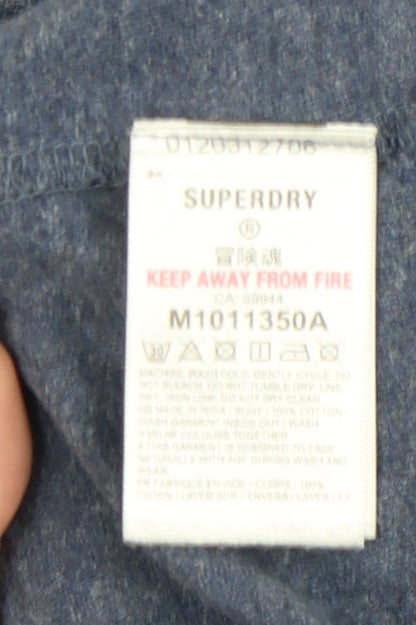 0120312706
SUPERDRY
®
冒険魂
KEEP AWAY FROM FIRE
CA: 59944
M1011350A
30
MACHINE WASH COLD, GENTLE CYCLE. DO
NOT BLEACH. DO NOT TUMBLE DRY. LINE
DRY. IRON LOW. DO NOT DRY CLEAN.
GB MADE IN INDIA / BODY / 100% COTTON /
WASH GARMENT INSIDE OUT / WASH
SIMILAR COLOURS TOGETHER
THIS GARMENT IS DESIGNED TO FADE
NATURALLY WITH AGE DURING WASH AND
WEAR.
FR FABRIQUÉ EN INDE - CORPS / 100%
COTON / LAVER SUR L'ENVERS / LAVER LES